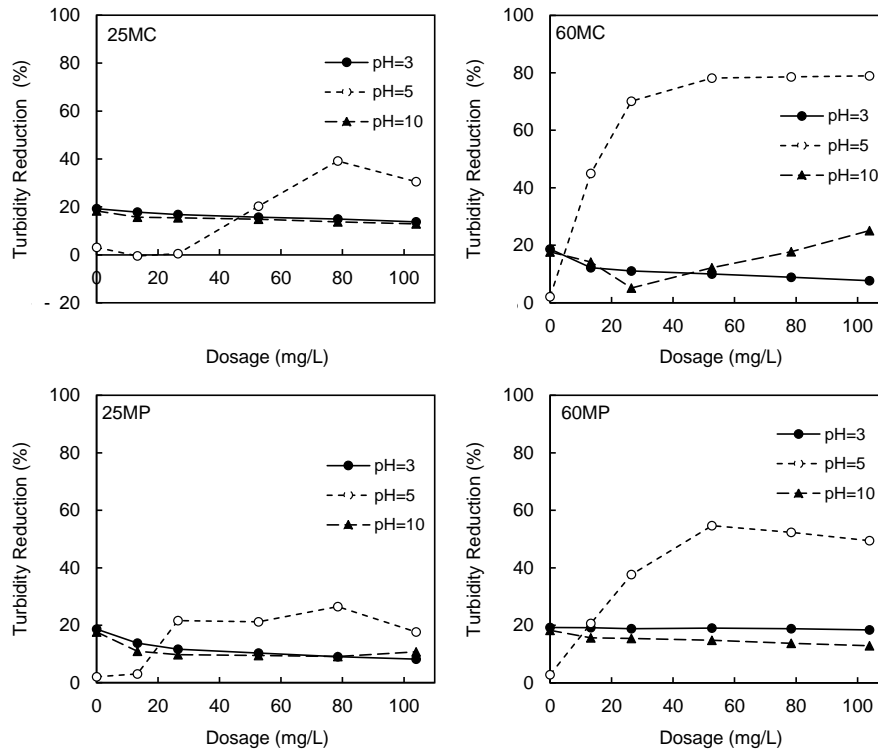 25MC
100
80
60
40
20
0
- 20
Turbidity Reduction (%)
pH=3
pH=5
pH=10
0 20 40 60 80 100
Dosage (mg/L)
60MC
100
80
60
40
20
0
Turbidity Reduction (%)
pH=3
pH=5
pH=10
0 20 40 60 80 100
Dosage (mg/L)
25MP
100
80
60
40
20
0
Turbidity Reduction (%)
pH=3
pH=5
pH=10
0 20 40 60 80 100
Dosage (mg/L)
60MP
100
80
60
40
20
0
Turbidity Reduction (%)
pH=3
pH=5
pH=10
0 20 40 60 80 100
Dosage (mg/L)